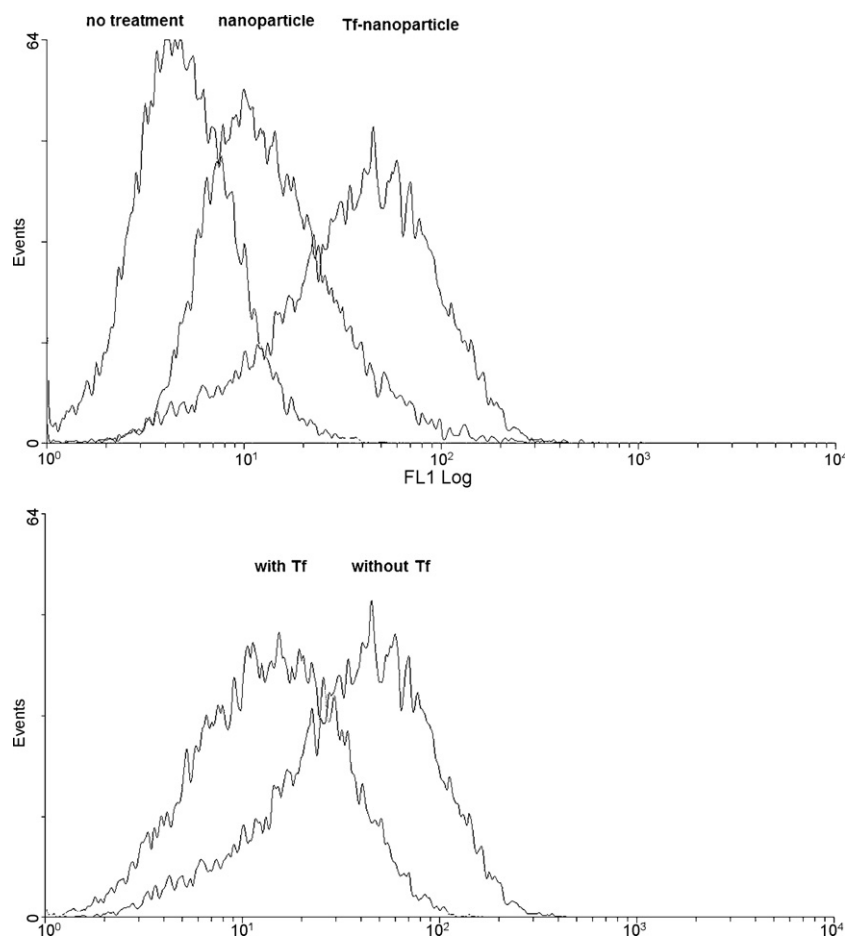 no treatment nanoparticle Tf-nanoparticle
64
Events
0
10⁰ 10¹ 10² 10³ 10⁴
FL1 Log
64
with Tf without Tf
Events
0
10⁰ 10¹ 10² 10³ 10⁴